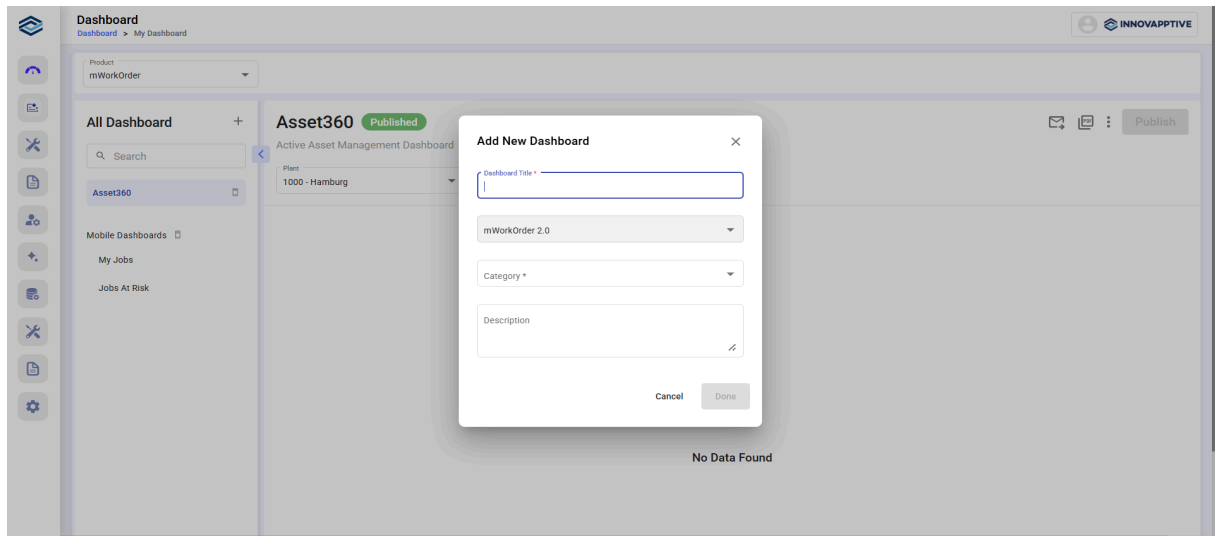 Dashboard
Dashboard > My Dashboard
INNOVAPPTIVE
Product
mWorkOrder
All Dashboard +
Search
Asset360
Mobile Dashboards
My Jobs
Jobs At Risk
Asset360 Published
Active Asset Management Dashboard
Plant
1000 - Hamburg
PDF
Publish
Add New Dashboard
Dashboard Title *
mWorkOrder 2.0
Category *
Description
Cancel Done
No Data Found